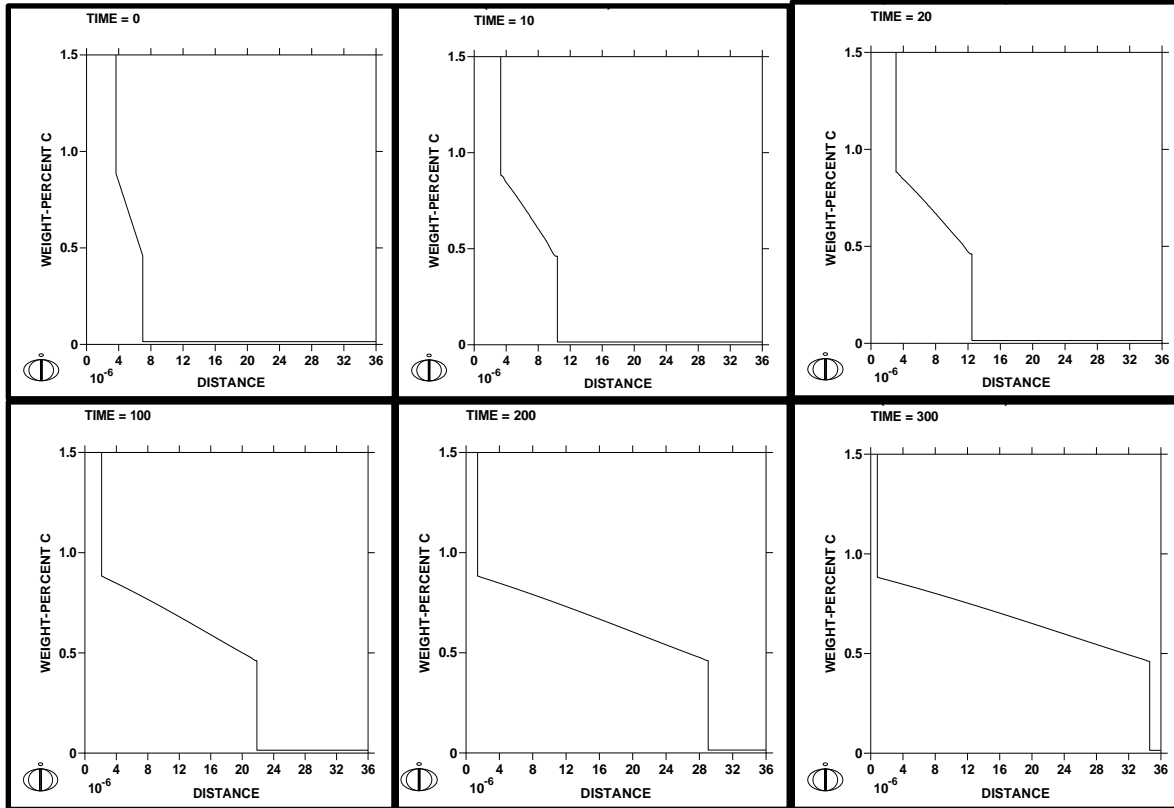 TIME = 0
WEIGHT-PERCENT C
1.5
1.0
0.5
0
0 4 8 12 16 20 24 28 32 36
10-6
DISTANCE
TIME = 10
WEIGHT-PERCENT C
1.5
1.0
0.5
0
0 4 8 12 16 20 24 28 32 36
10-6
DISTANCE
TIME = 20
WEIGHT-PERCENT C
1.5
1.0
0.5
0
0 4 8 12 16 20 24 28 32 36
10-6
DISTANCE
TIME = 100
WEIGHT-PERCENT C
1.5
1.0
0.5
0
0 4 8 12 16 20 24 28 32 36
10-6
DISTANCE
TIME = 200
WEIGHT-PERCENT C
1.5
1.0
0.5
0
0 4 8 12 16 20 24 28 32 36
10-6
DISTANCE
TIME = 300
WEIGHT-PERCENT C
1.5
1.0
0.5
0
0 4 8 12 16 20 24 28 32 36
10-6
DISTANCE